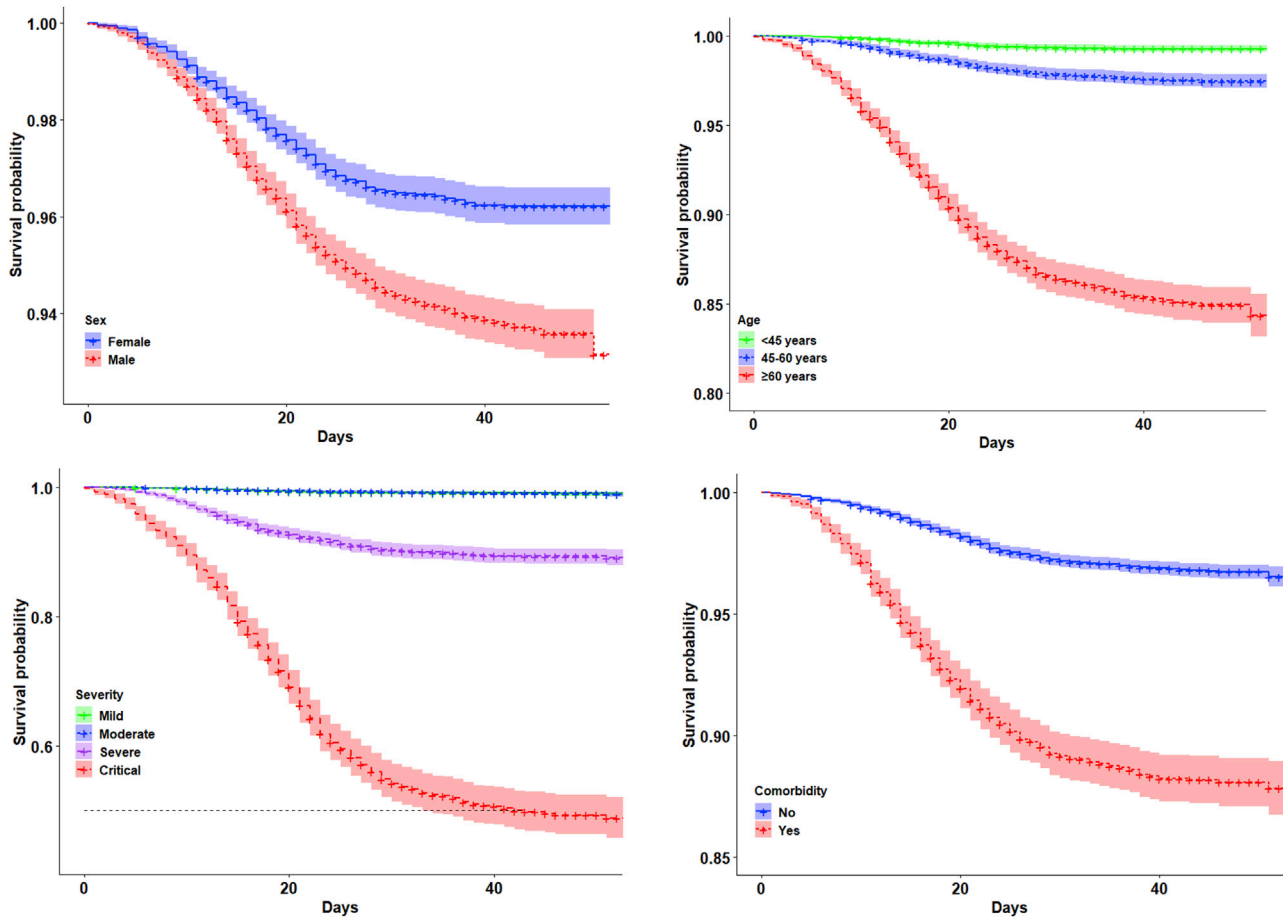 1.00
0.98
0.96
0.94
Survival probability
Sex
Female
Male
0 20 40
Days
1.00
0.95
0.90
0.85
0.80
Survival probability
Age
<45 years
45-60 years
≥60 years
0 20 40
Days
1.0
0.8
0.6
Survival probability
Severity
Mild
Moderate
Severe
Critical
0 20 40
Days
1.00
0.95
0.90
0.85
Survival probability
Comorbidity
No
Yes
0 20 40
Days